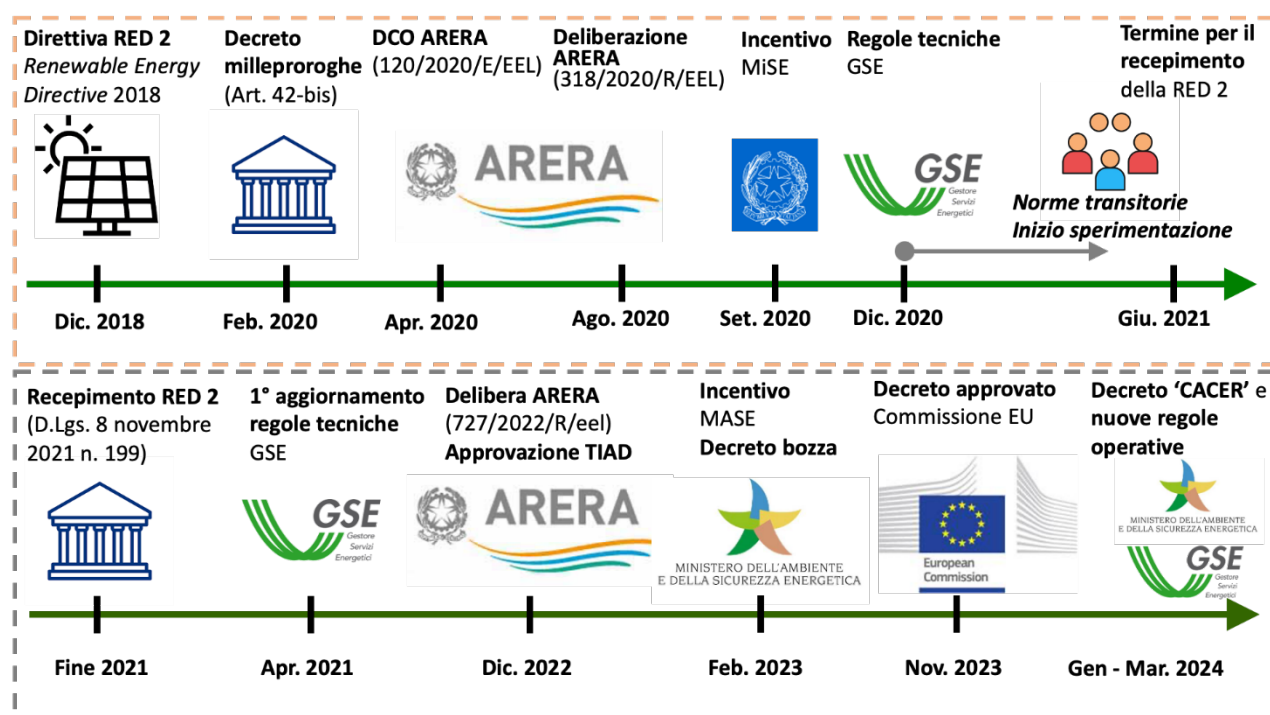 Direttiva RED 2
Renewable Energy
Directive 2018
Decreto
milleproroghe
(Art. 42-bis)
DCO ARERA
(120/2020/E/EEL)
Deliberazione
ARERA
(318/2020/R/EEL)
Incentivo
MiSE
Regole tecniche
GSE
Termine per il
recepimento
della RED 2
ARERA
GSE
Gestore
Servizi
Energetici
Norme transitorie
Inizio sperimentazione
Dic. 2018
Feb. 2020
Apr. 2020
Ago. 2020
Set. 2020
Dic. 2020
Giu. 2021
Recepimento RED 2
(D.Lgs. 8 novembre
2021 n. 199)
1° aggiornamento
regole tecniche
GSE
Delibera ARERA
(727/2022/R/eel)
Approvazione TIAD
Incentivo
MASE
Decreto bozza
Decreto approvato
Commissione EU
Decreto ‘CACER’ e
nuove regole
operative
GSE
Gestore
Servizi
Energetici
ARERA
MINISTERO DELL'AMBIENTE
E DELLA SICUREZZA ENERGETICA
European
Commission
MINISTERO DELL'AMBIENTE
E DELLA SICUREZZA ENERGETICA
GSE
Gestore
Servizi
Energetici
Fine 2021
Apr. 2021
Dic. 2022
Feb. 2023
Nov. 2023
Gen - Mar. 2024